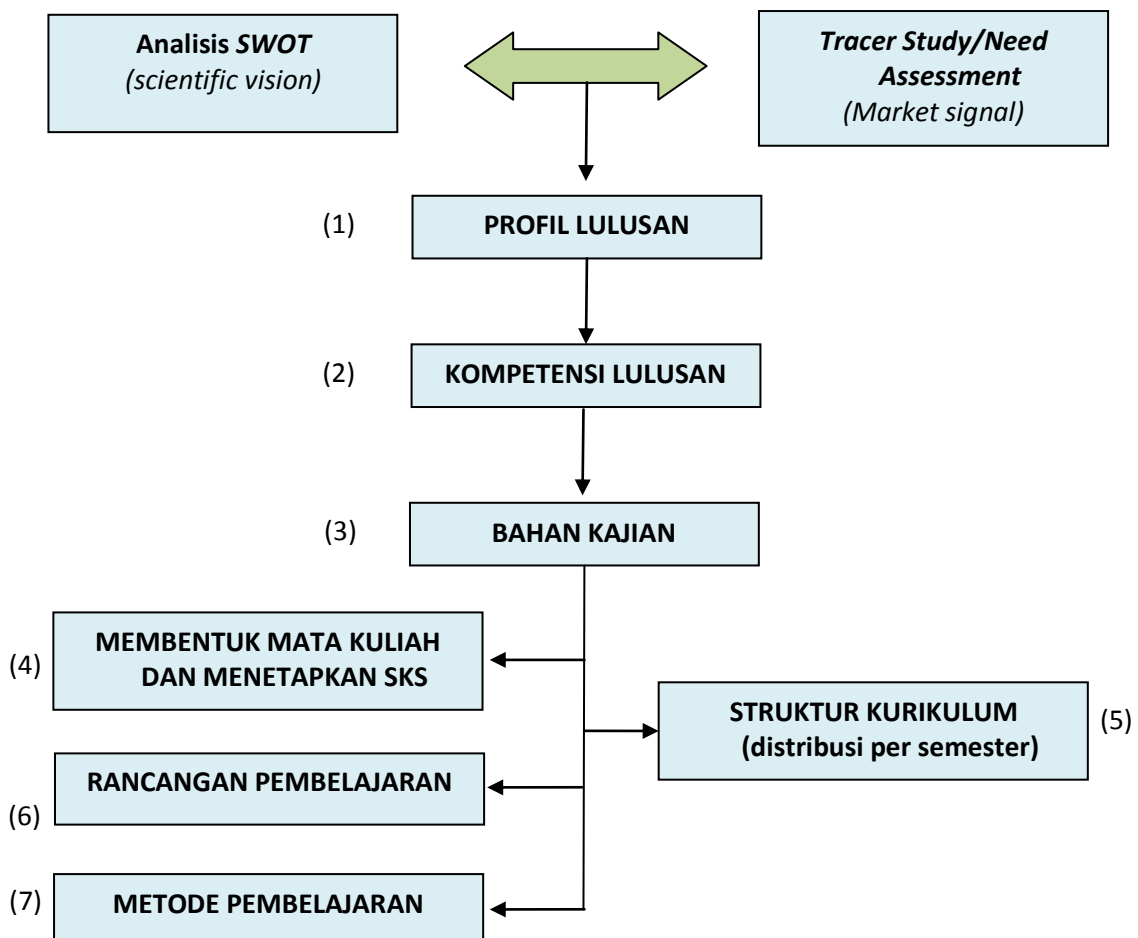 Analisis SWOT
(scientific vision)
Tracer Study/Need
Assessment
(Market signal)
(1)
PROFIL LULUSAN
(2)
KOMPETENSI LULUSAN
(3)
BAHAN KAJIAN
(4)
MEMBENTUK MATA KULIAH
DAN MENETAPKAN SKS
STRUKTUR KURIKULUM
(distribusi per semester)
(5)
RANCANGAN PEMBELAJARAN
(6)
(7)
METODE PEMBELAJARAN